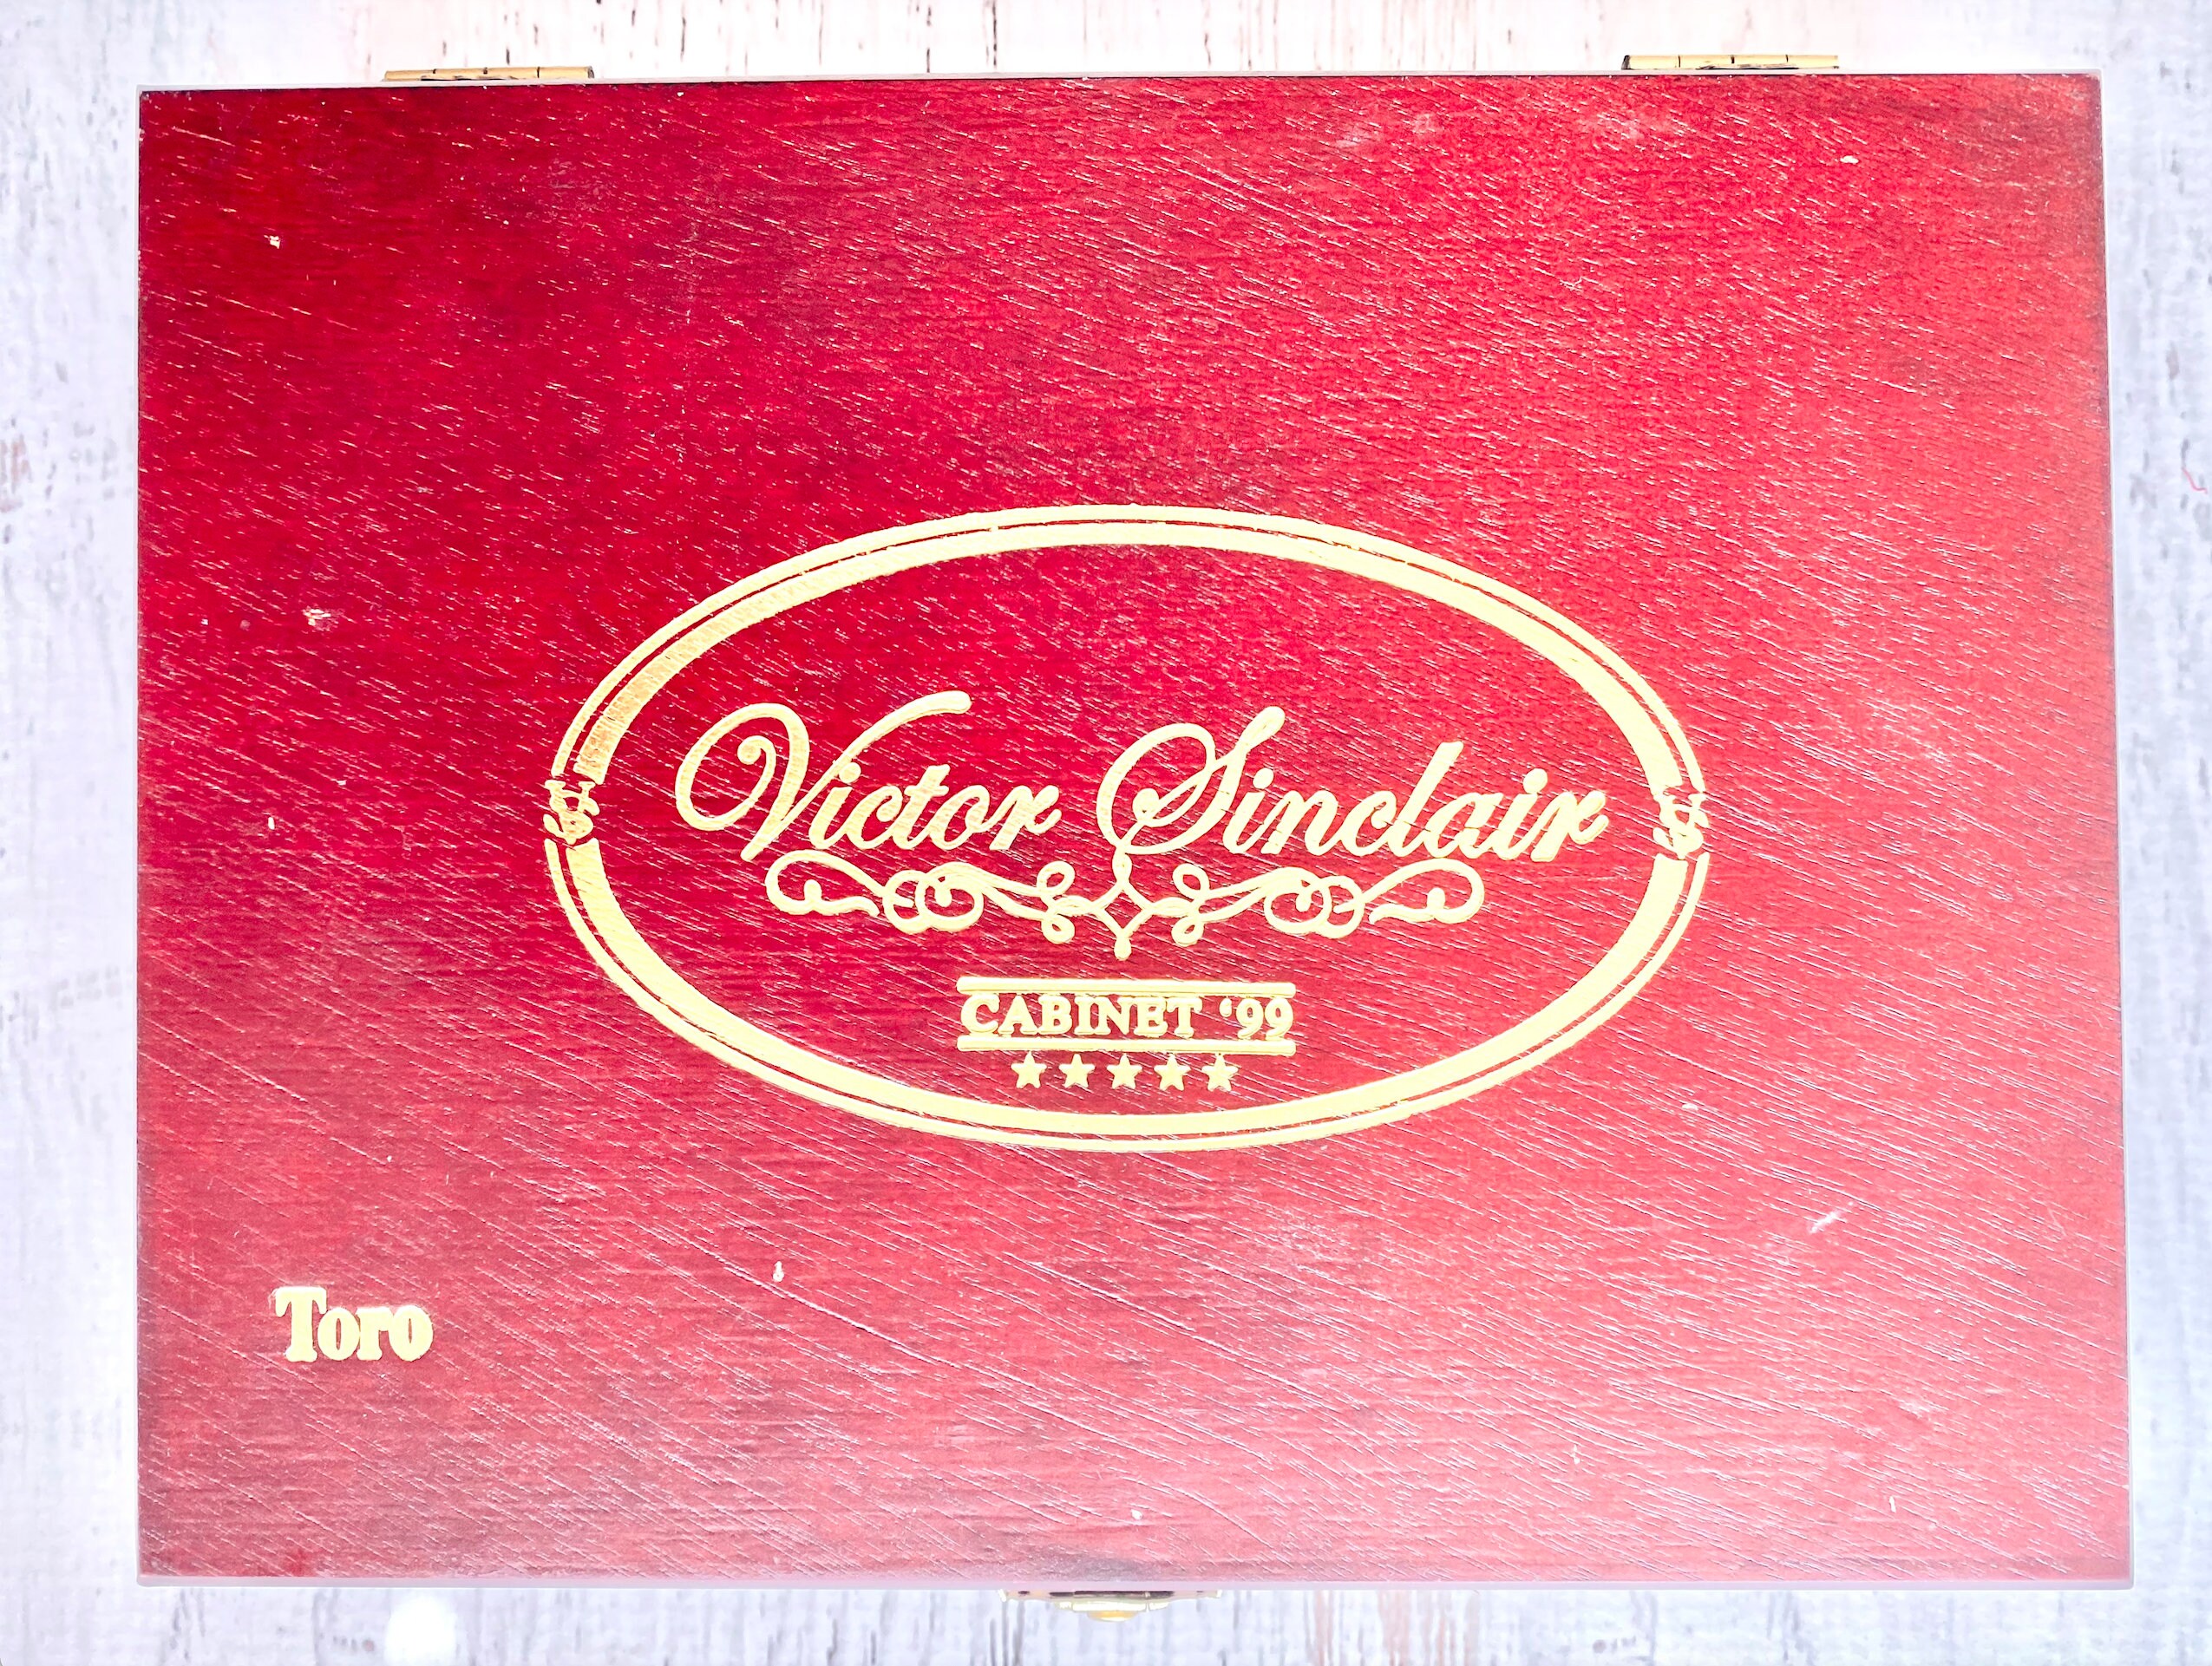 Victor Sinclair
CABINET ‘99
Toro